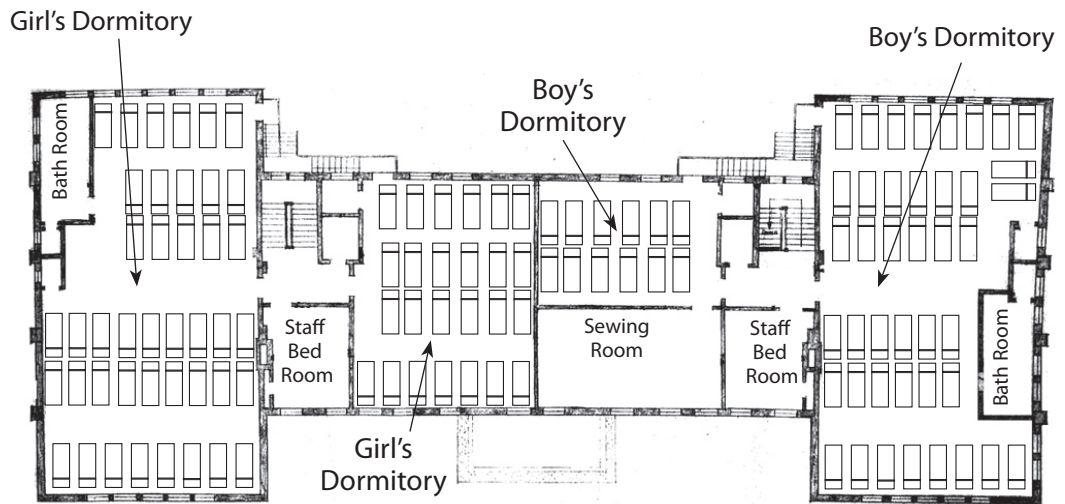 Girl's Dormitory
Boy's Dormitory
Boy's
Dormitory
Bath Room
Staff
Bed
Room
Sewing
Room
Staff
Bed
Room
Bath Room
Girl's
Dormitory